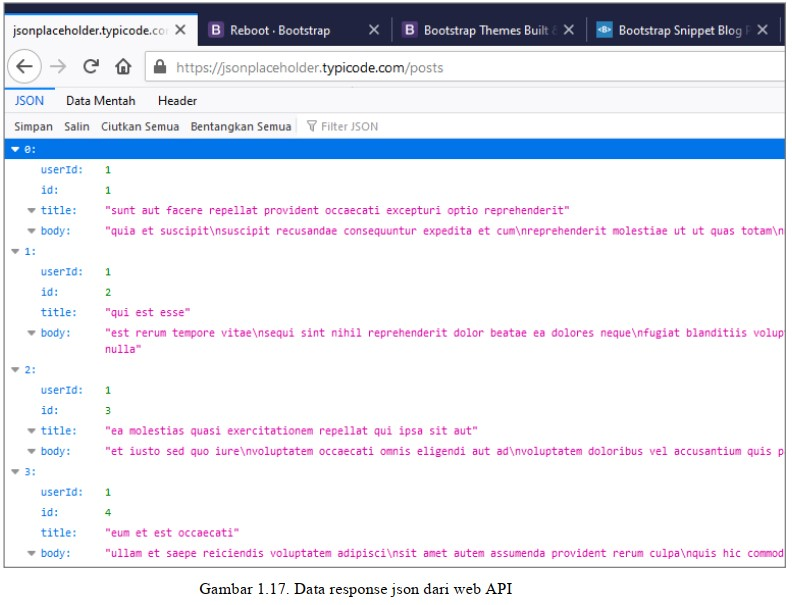 jsonplaceholder.typicode.co
Reboot · Bootstrap
Bootstrap Themes Built &
Bootstrap Snippet Blog P
https://jsonplaceholder.typicode.com/posts
JSON Data Mentah Header
Simpan Salin Ciutkan Semua Bentangkan Semua Filter JSON
0:
userId: 1
id: 1
title: "sunt aut facere repellat provident occaecati excepturi optio reprehenderit"
body: "quia et suscipit\nsuscipit recusandae consequuntur expedita et cum\nreprehenderit molestiae ut ut quas totam\n
1:
userId: 1
id: 2
title: "qui est esse"
body: "est rerum tempore vitae\nsequi sint nihil reprehenderit dolor beatae ea dolores neque\nfugiat blanditiis volup
nulla"
2:
userId: 1
id: 3
title: "ea molestias quasi exercitationem repellat qui ipsa sit aut"
body: "et iusto sed quo iure\nvoluptatem occaecati omnis eligendi aut ad\nvoluptatem doloribus vel accusantium quis p
3:
userId: 1
id: 4
title: "eum et est occaecati"
body: "ullam et saepe reiciendis voluptatem adipisci\nsit amet autem assumenda provident rerum culpa\nquis hic commod
Gambar 1.17. Data response json dari web API